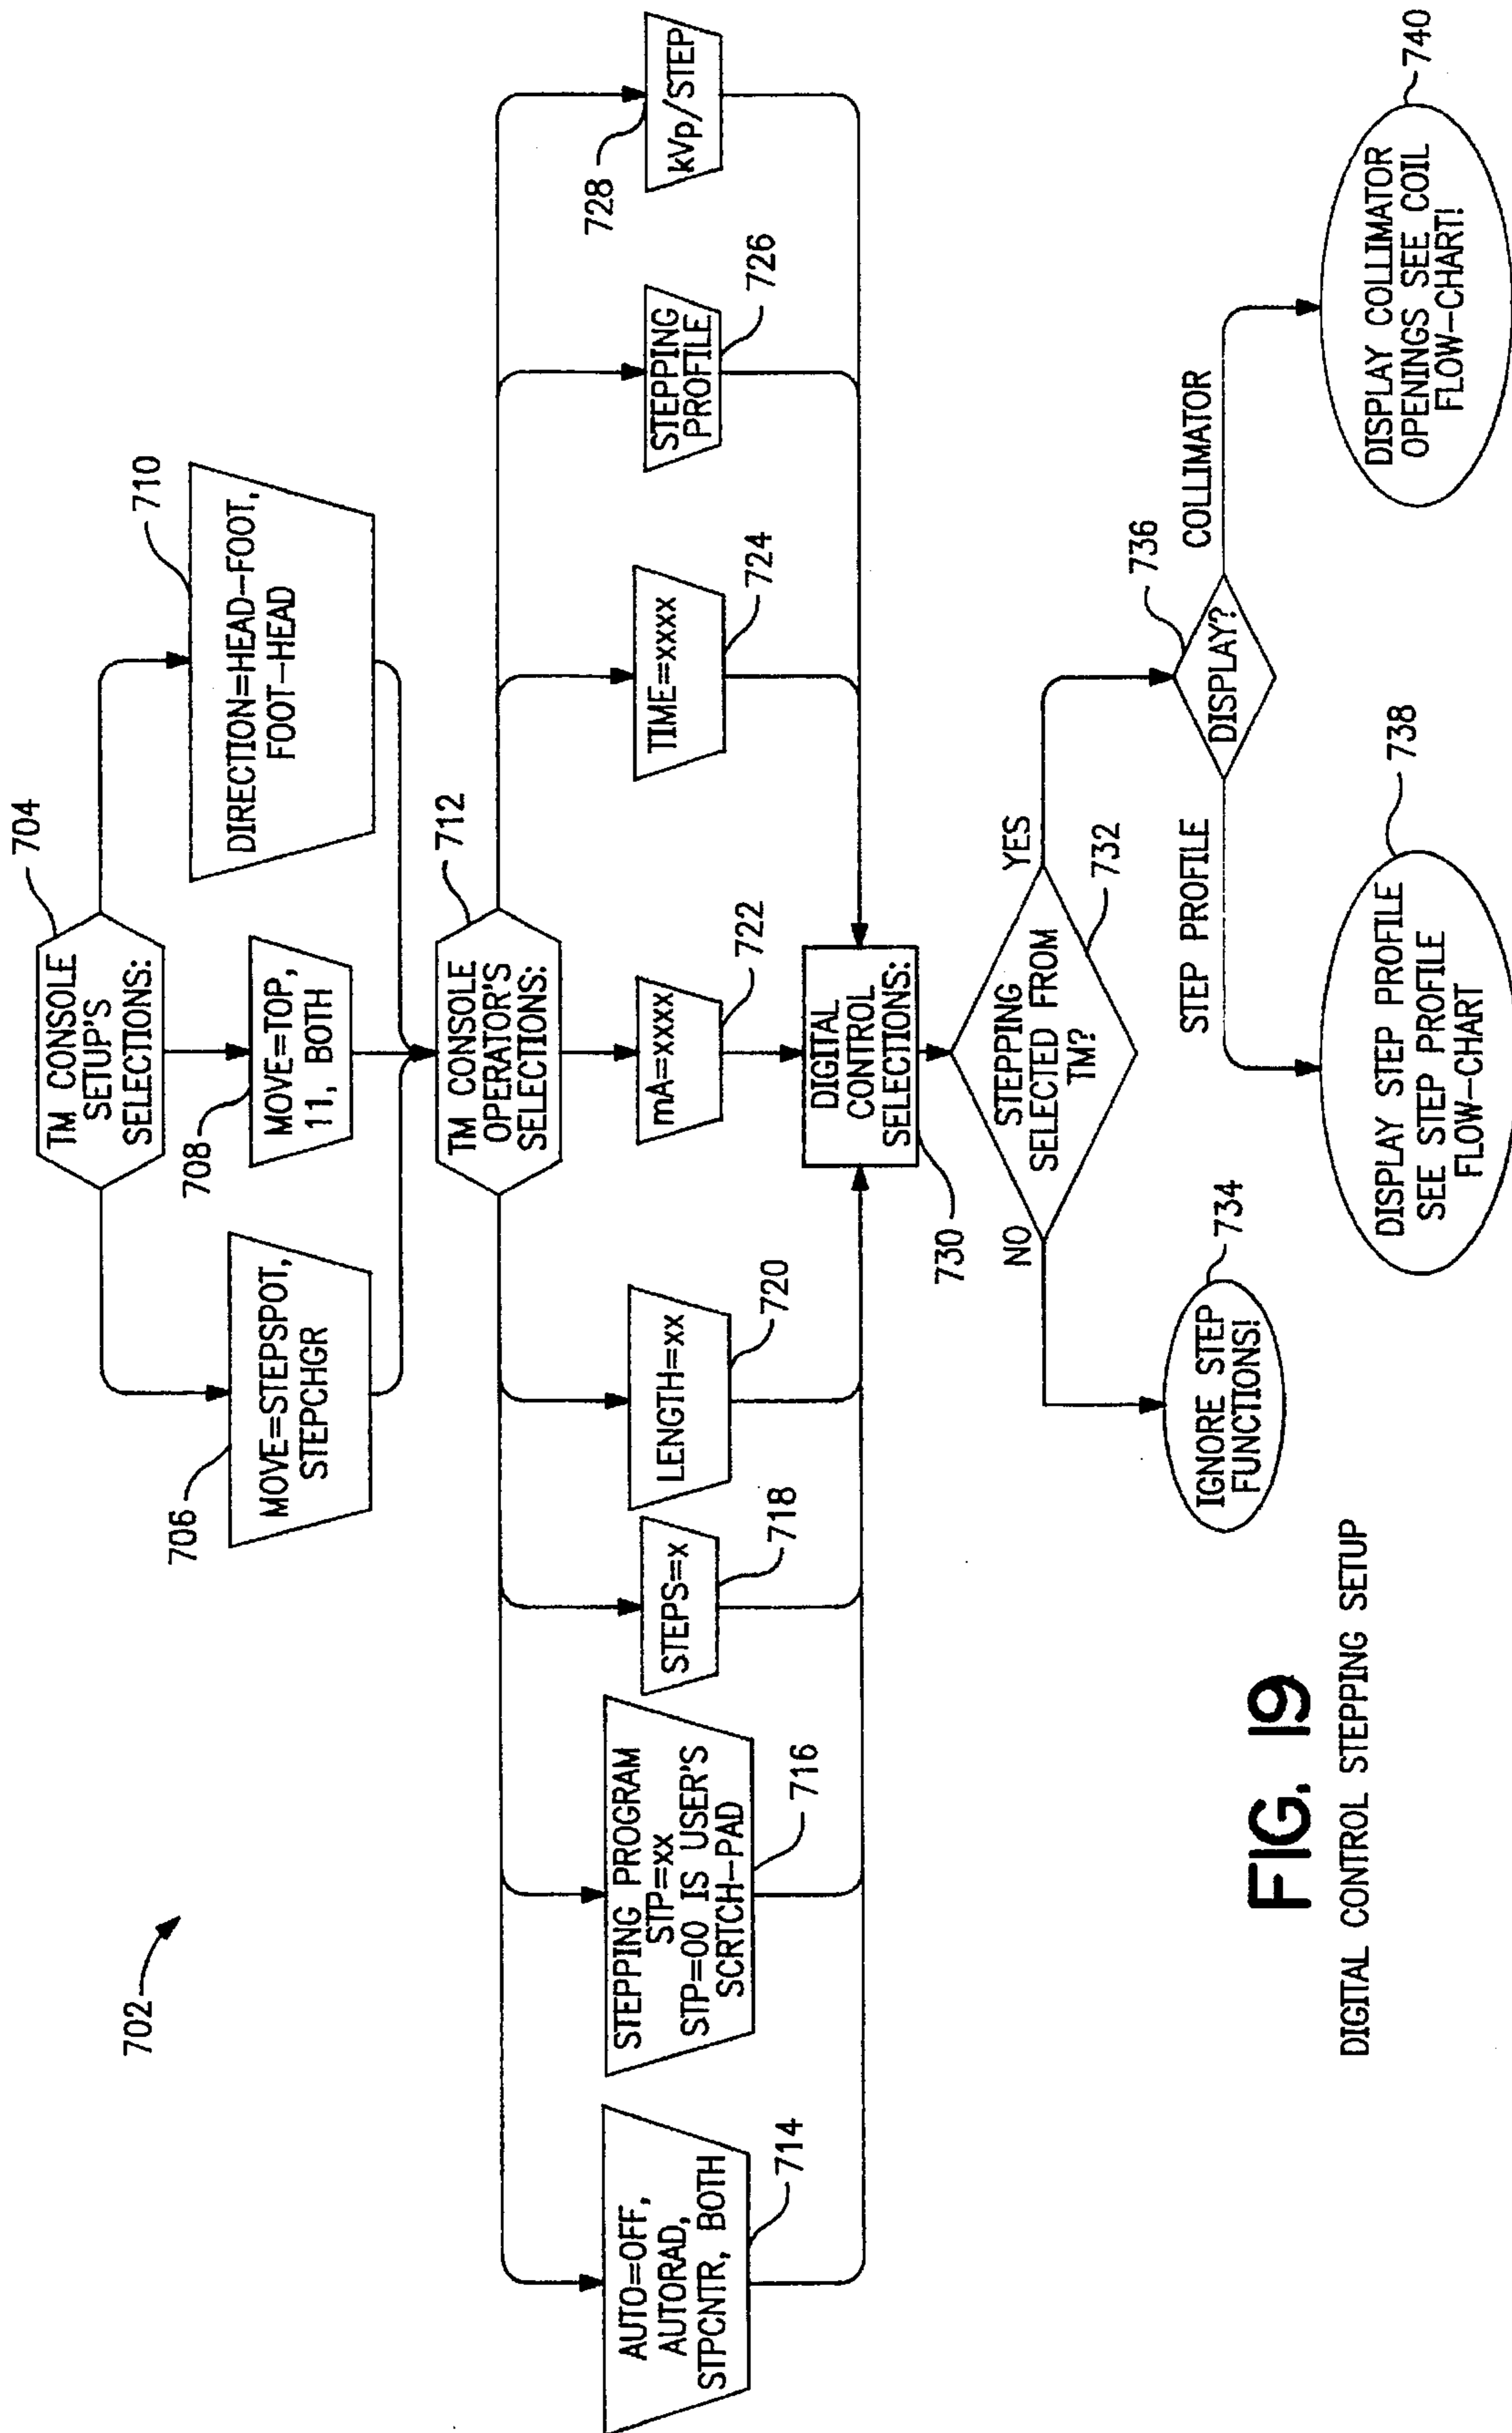 702
704
TM CONSOLE
SETUP'S
SELECTIONS:
706
MOVE=STEPSPOT,
STEPCHGR
708
MOVE=TOP,
11, BOTH
710
DIRECTION=HEAD-FOOT,
FOOT-HEAD
712
TM CONSOLE
OPERATOR'S
SELECTIONS:
AUTO=OFF,
AUTORAD,
STPCNTR, BOTH
714
STEPPING PROGRAM
STP=xx
STP=00 IS USER'S
SCRTCH-PAD
716
STEPS=x
718
LENGTH=xx
720
mA=xxxx
722
TIME=xxxx
724
STEPPING
PROFILE
726
728
kVp/STEP
DIGITAL
CONTROL
SELECTIONS:
730
STEPPING
SELECTED FROM
TM?
732
NO
YES
734
IGNORE STEP
FUNCTIONS!
736
DISPLAY?
STEP PROFILE
COLLIMATOR
738
DISPLAY STEP PROFILE
SEE STEP PROFILE
FLOW-CHART
740
DISPLAY COLLIMATOR
OPENINGS SEE COIL
FLOW-CHART!
FIG. 19
DIGITAL CONTROL STEPPING SETUP